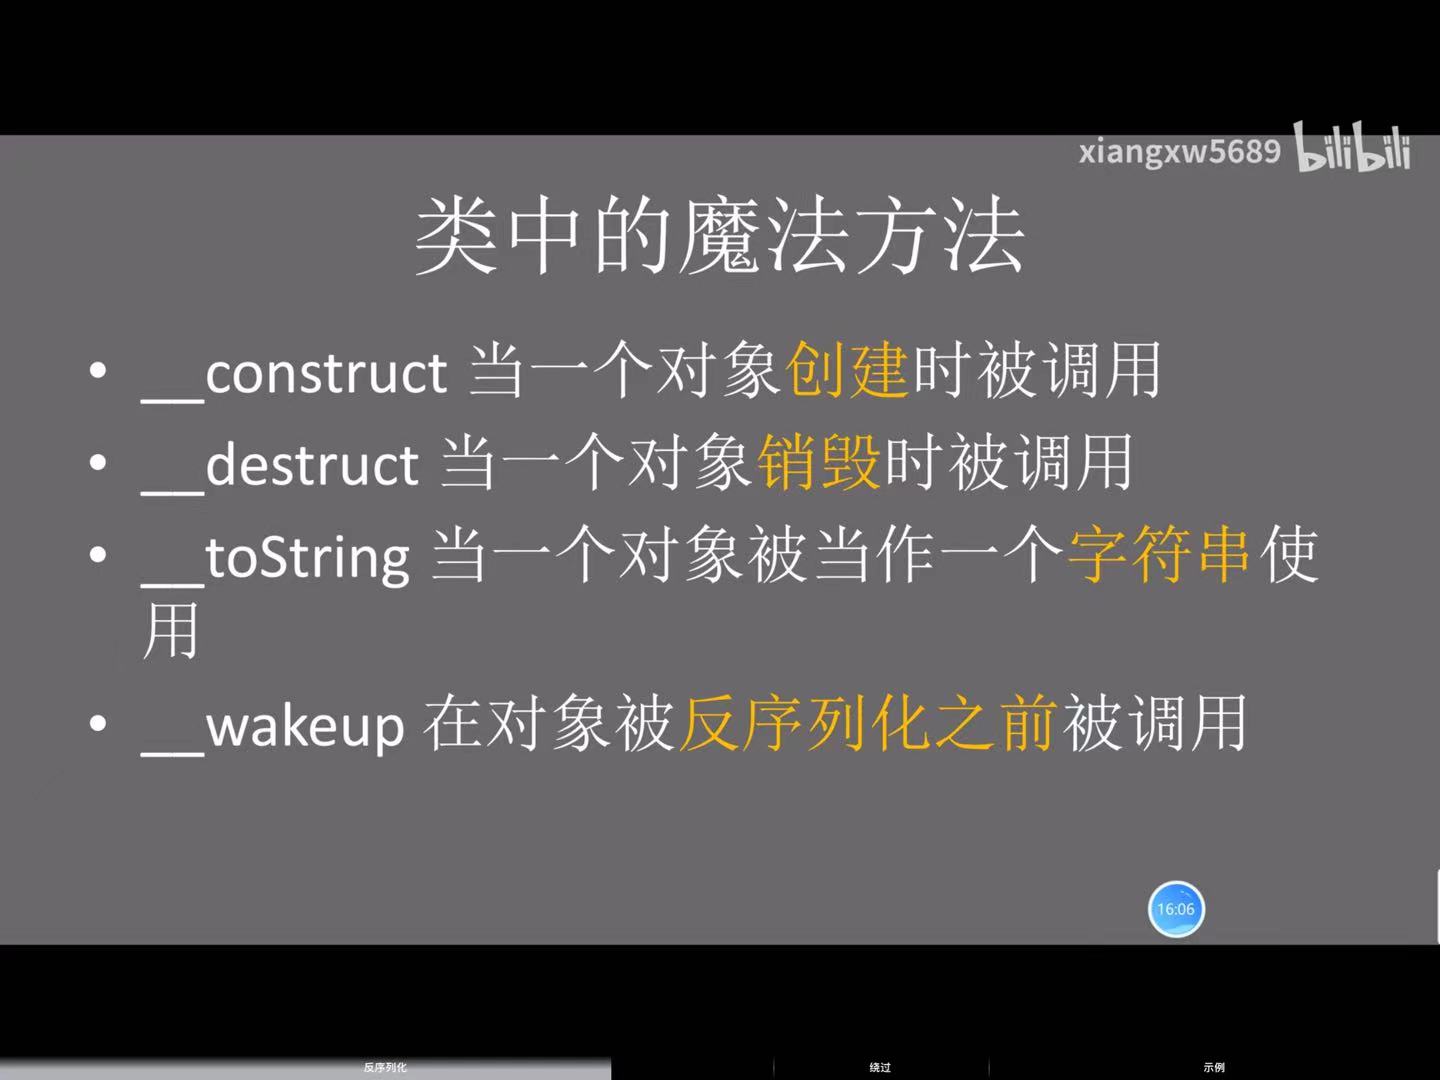 xiangxw5689 bilibili
类中的魔法方法
• __construct 当一个对象创建时被调用
• __destruct 当一个对象销毁时被调用
• __toString 当一个对象被当作一个字符串使
用
• __wakeup 在对象被反序列化之前被调用
16:06
反序列化 绕过 示例